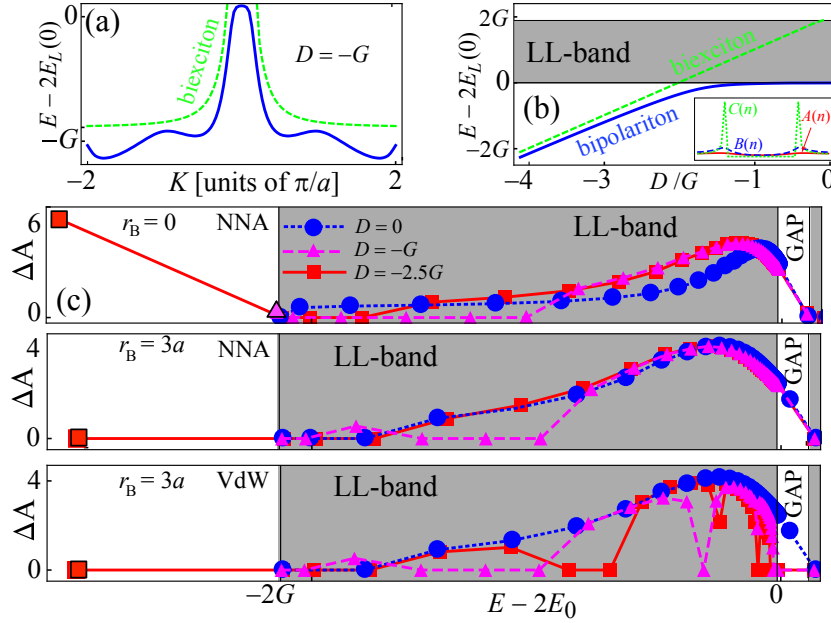 (a)
0
−G
E − 2E_L(0)
D = −G
biexciton
−2
K [units of π/a]
2
2G
0
−2G
E − 2E_L(0)
LL-band
biexciton
(b)
bipolariton
C(n)
A(n)
B(n)
−4
−3
D/G
−1
0
6
0
ΔA
(c)
r_B = 0
NNA
D = 0
D = −G
D = −2.5G
LL-band
GAP
4
0
ΔA
r_B = 3a
NNA
LL-band
GAP
4
0
ΔA
r_B = 3a
VdW
LL-band
GAP
−2G
E − 2E_0
0